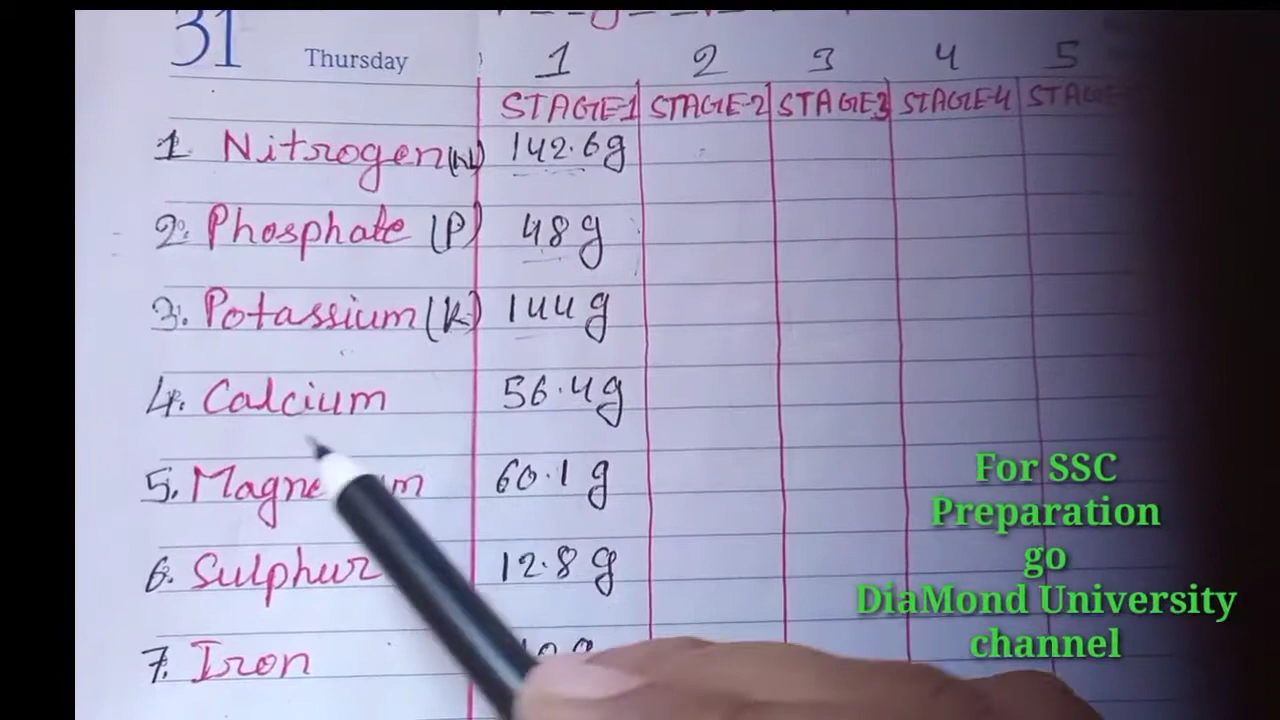 31 Thursday
1 2 3 4 5
STAGE-1 STAGE-2 STAGE3 STAGE-4
1. Nitrogen (N) 142.6g
2. Phosphate (P) 48g
3. Potassium (K) 144g
4. Calcium 56.4g
5. 60.1g
6. Sulphur 12.8g
7. Iron
For SSC
Preparation
go
DiaMond University
channel